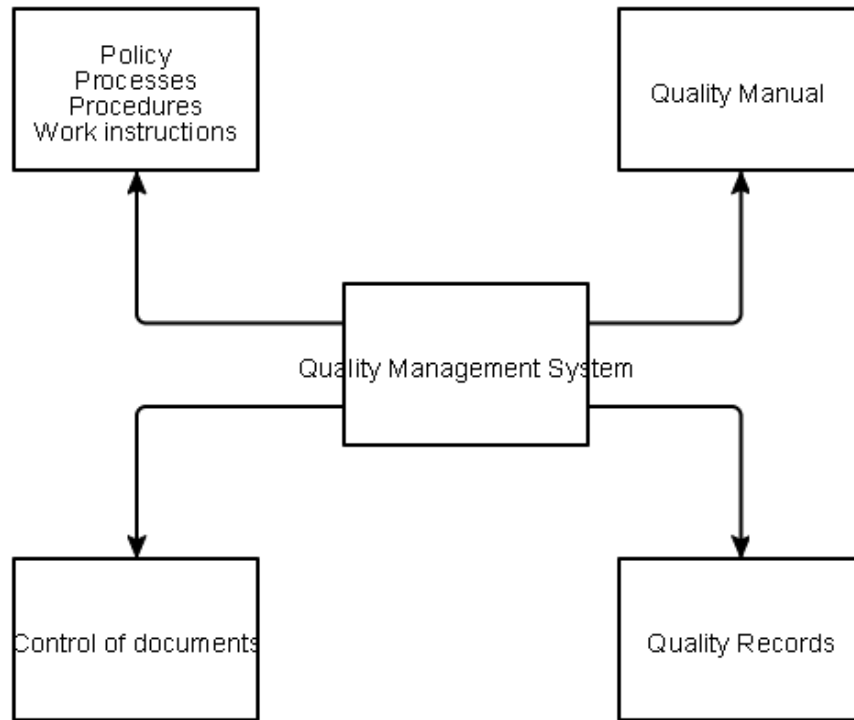 Policy
Processes
Procedures
Work instructions
Quality Manual
Quality Management System
Control of documents
Quality Records